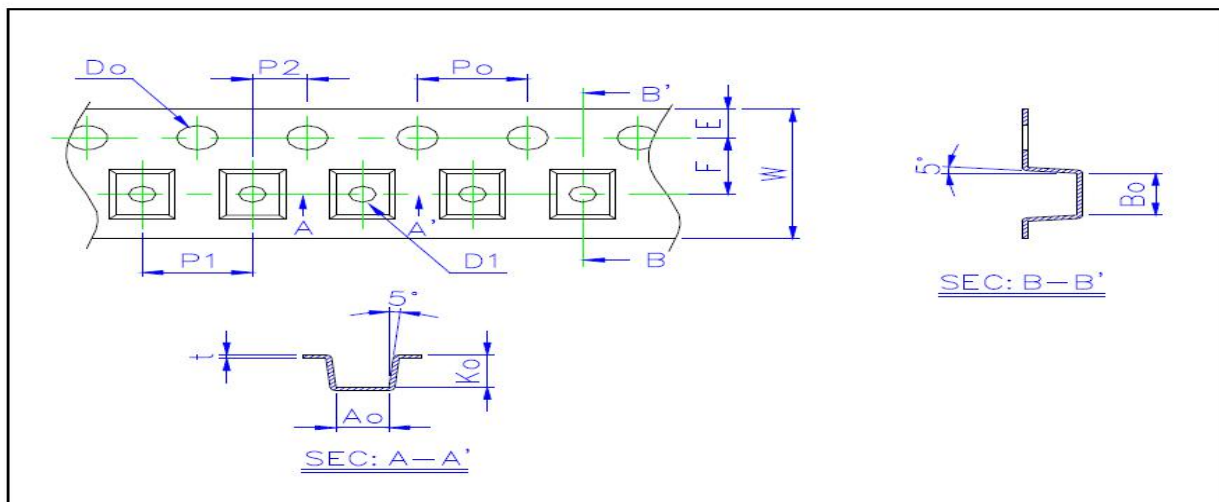 Do
P2
Po
B'
E
F
W
A
A'
P1
D1
B
5°
Bo
SEC: B-B'
5°
t
Ko
Ao
SEC: A-A'